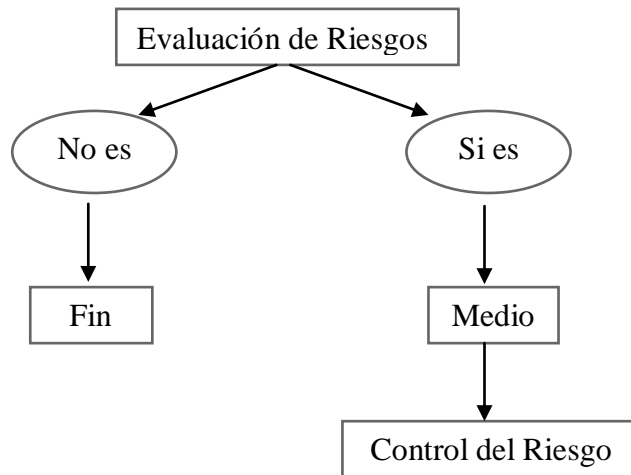 Evaluación de Riesgos
No es
Si es
Fin
Medio
Control del Riesgo